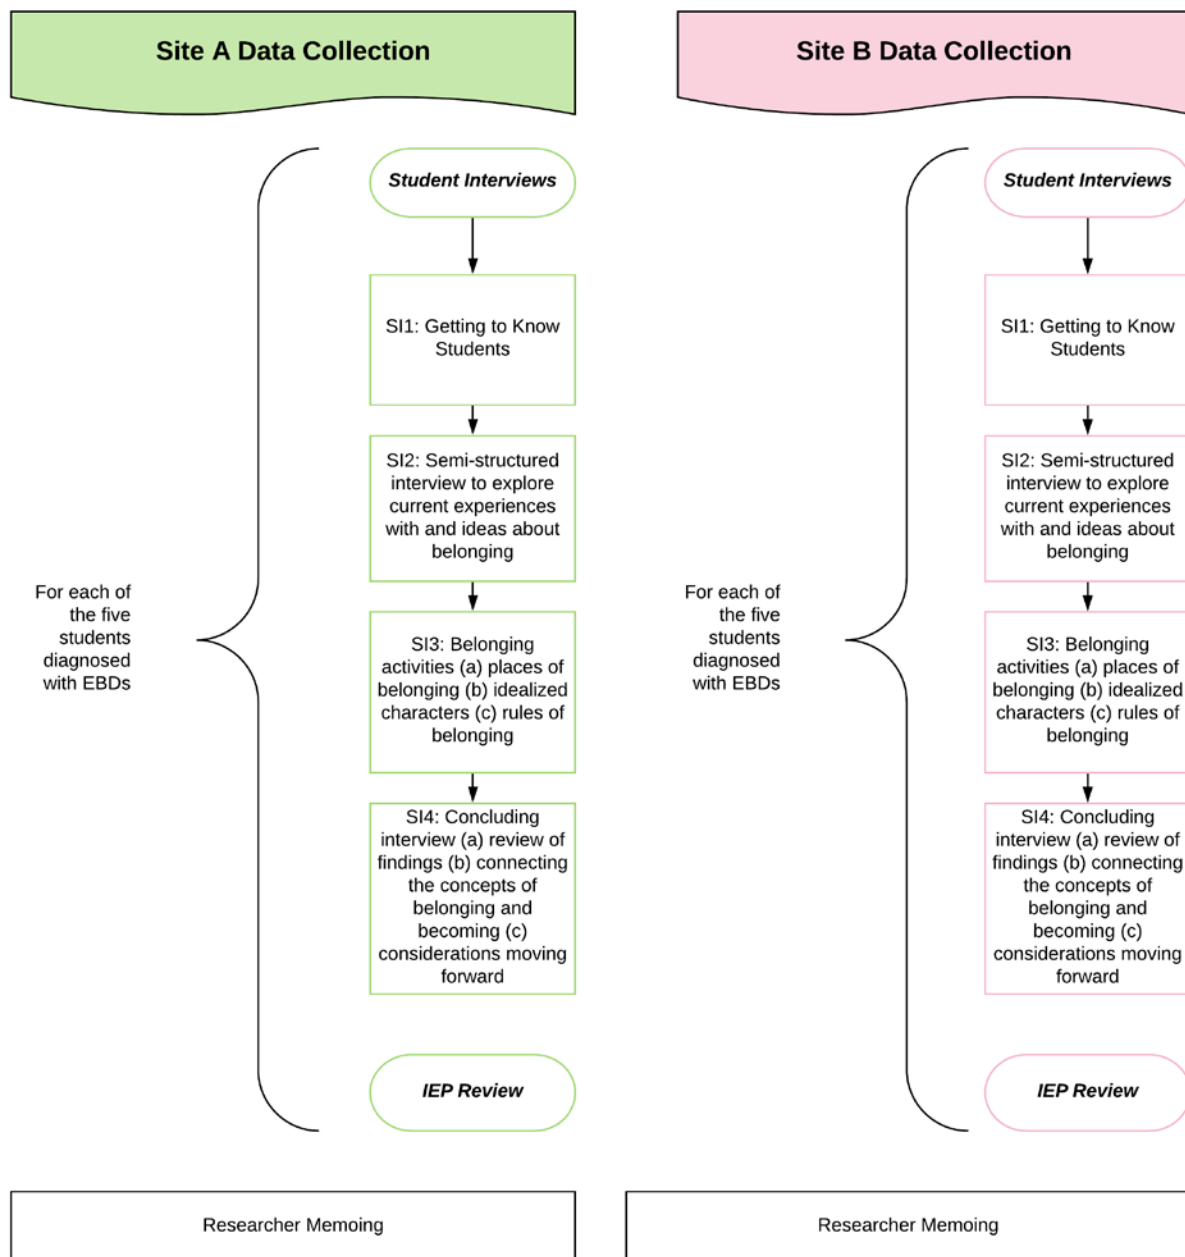 Site A Data Collection
Student Interviews
SI1: Getting to Know
Students
SI2: Semi-structured
interview to explore
current experiences
with and ideas about
belonging
For each of
the five
students
diagnosed
with EBDs
SI3: Belonging
activities (a) places of
belonging (b) idealized
characters (c) rules of
belonging
SI4: Concluding
interview (a) review of
findings (b) connecting
the concepts of
belonging and
becoming (c)
considerations moving
forward
IEP Review
Researcher Memoing
Site B Data Collection
Student Interviews
SI1: Getting to Know
Students
SI2: Semi-structured
interview to explore
current experiences
with and ideas about
belonging
For each of
the five
students
diagnosed
with EBDs
SI3: Belonging
activities (a) places of
belonging (b) idealized
characters (c) rules of
belonging
SI4: Concluding
interview (a) review of
findings (b) connecting
the concepts of
belonging and
becoming (c)
considerations moving
forward
IEP Review
Researcher Memoing